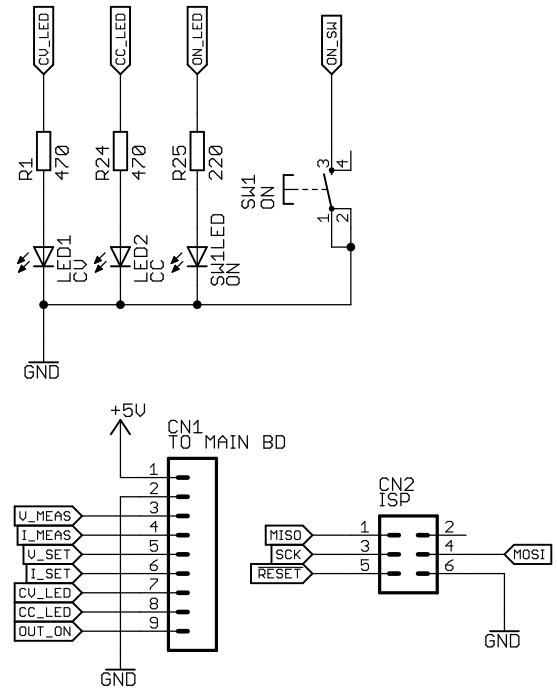 CV_LED
CC_LED
ON_LED
ON_SW
R1
470
R24
470
R25
220
SW1
ON
3
4
1
2
LED1
CV
LED2
CC
SW1LED
ON
GND
+5V
CN1
TO MAIN BD
1
2
V_MEAS 3
I_MEAS 4
V_SET 5
I_SET 6
CV_LED 7
CC_LED 8
OUT_ON 9
GND
CN2
ISP
MISO 1 2
SCK 3 4 MOSI
RESET 5 6
GND